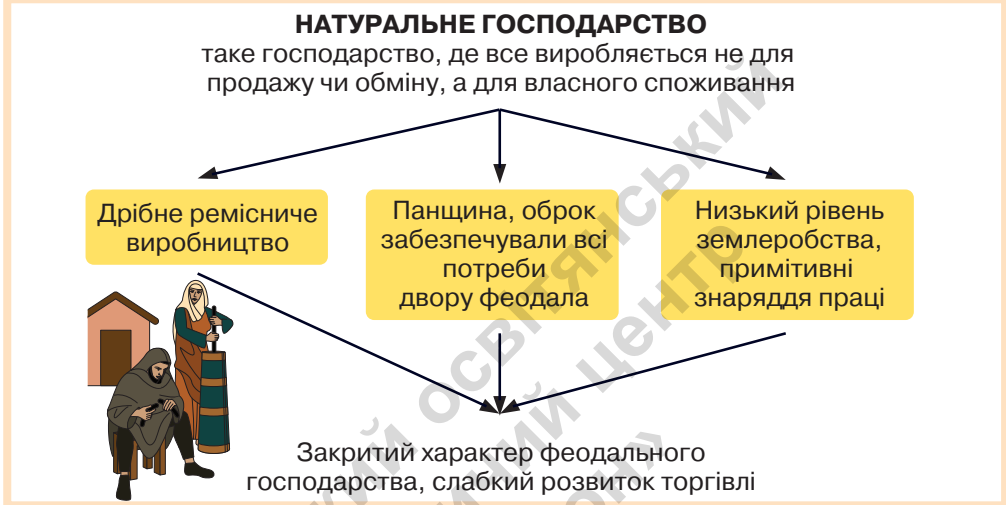 НАТУРАЛЬНЕ ГОСПОДАРСТВО
таке господарство, де все виробляється не для
продажу чи обміну, а для власного споживання
Дрібне ремісниче
виробництво
Панщина, оброк
забезпечували всі
потреби
двору феодала
Низький рівень
землеробства,
примітивні
знаряддя праці
Закритий характер феодального
господарства, слабкий розвиток торгівлі
освітянський
центр